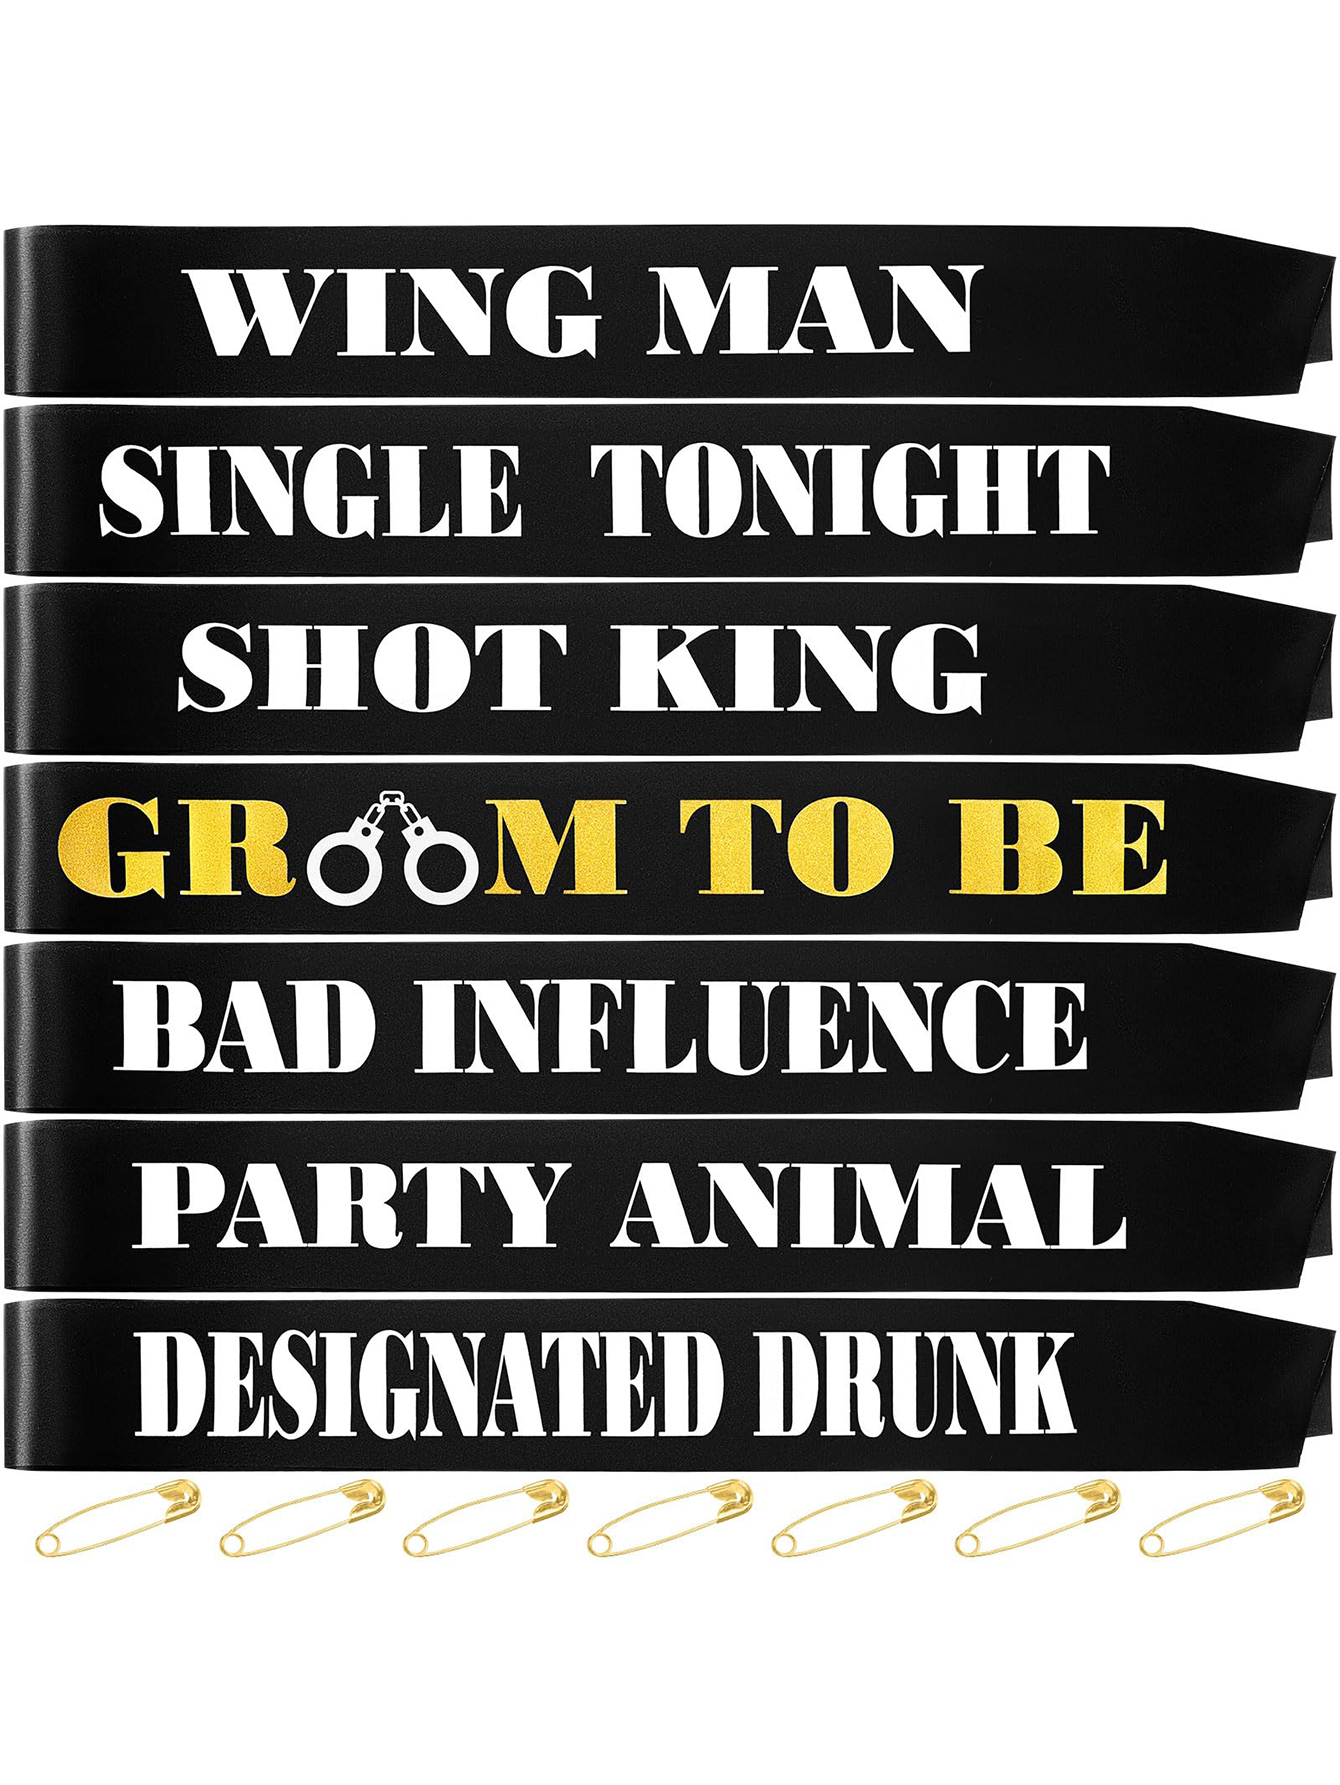 WING MAN
SINGLE TONIGHT
SHOT KING
GROOM TO BE
BAD INFLUENCE
PARTY ANIMAL
DESIGNATED DRUNK